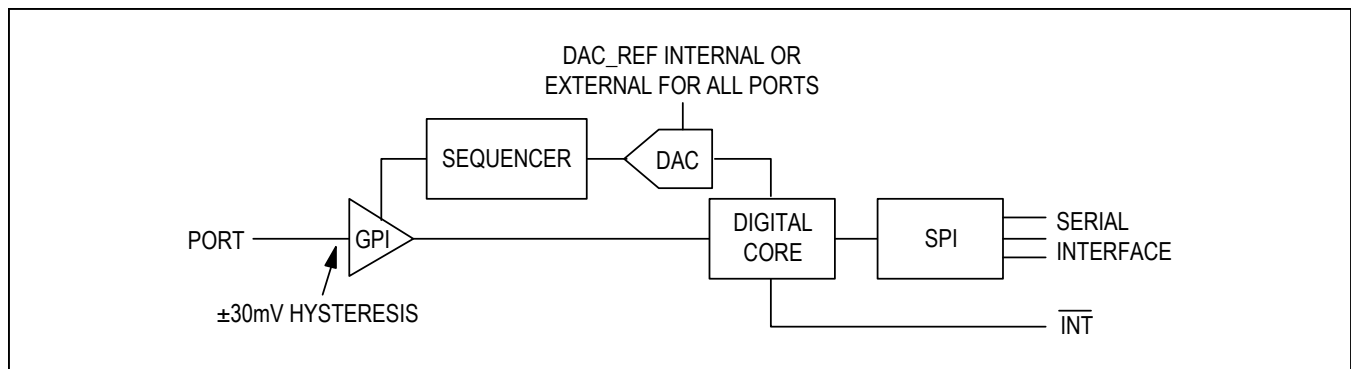 DAC_REF INTERNAL OR
EXTERNAL FOR ALL PORTS
SEQUENCER
DAC
PORT
GPI
DIGITAL
CORE
SPI
SERIAL
INTERFACE
±30mV HYSTERESIS
INT